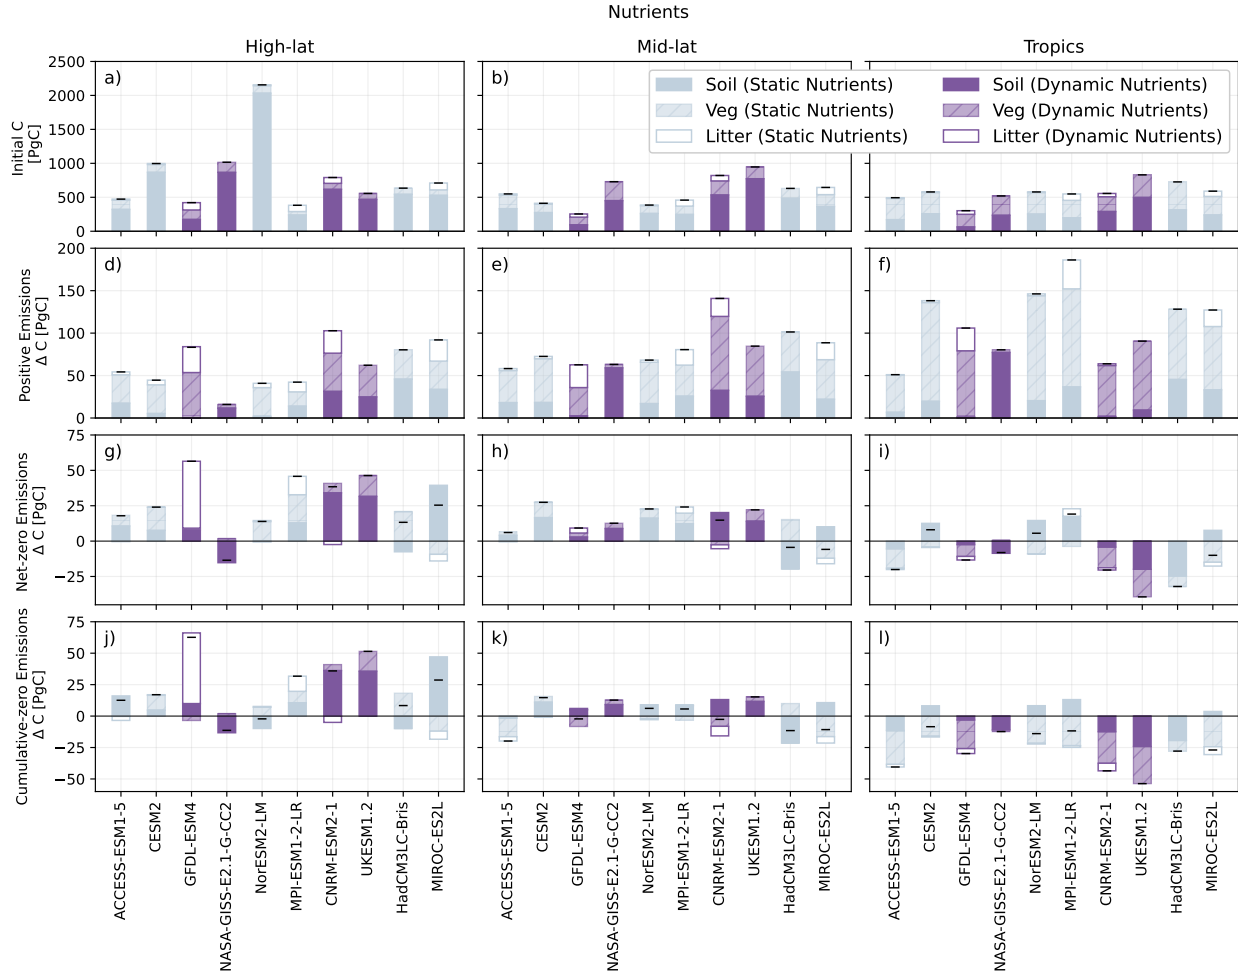 Nutrients
High-lat
Mid-lat
Tropics
Initial C
[PgC]
2500
2000
1500
1000
500
0
a)
b)
Soil (Static Nutrients)
Veg (Static Nutrients)
Litter (Static Nutrients)
Soil (Dynamic Nutrients)
Veg (Dynamic Nutrients)
Litter (Dynamic Nutrients)
Positive Emissions
Δ C [PgC]
200
150
100
50
0
d)
e)
f)
Net-zero Emissions
Δ C [PgC]
75
50
25
0
−25
g)
h)
i)
Cumulative-zero Emissions
Δ C [PgC]
75
50
25
0
−25
−50
j)
k)
l)
ACCESS-ESM1-5
CESM2
GFDL-ESM4
NASA-GISS-E2.1-G-CC2
NorESM2-LM
MPI-ESM1-2-LR
CNRM-ESM2-1
UKESM1.2
HadCM3LC-Bris
MIROC-ES2L
ACCESS-ESM1-5
CESM2
GFDL-ESM4
NASA-GISS-E2.1-G-CC2
NorESM2-LM
MPI-ESM1-2-LR
CNRM-ESM2-1
UKESM1.2
HadCM3LC-Bris
MIROC-ES2L
ACCESS-ESM1-5
CESM2
GFDL-ESM4
NASA-GISS-E2.1-G-CC2
NorESM2-LM
MPI-ESM1-2-LR
CNRM-ESM2-1
UKESM1.2
HadCM3LC-Bris
MIROC-ES2L